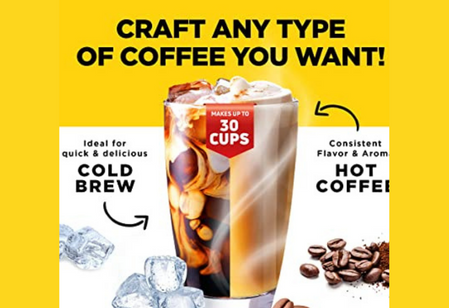 CRAFT ANY TYPE
OF COFFEE YOU WANT!
MAKES UP TO
30
CUPS
Ideal for
quick & delicious
COLD
BREW
Consistent
Flavor & Arom
HOT
COFFEE